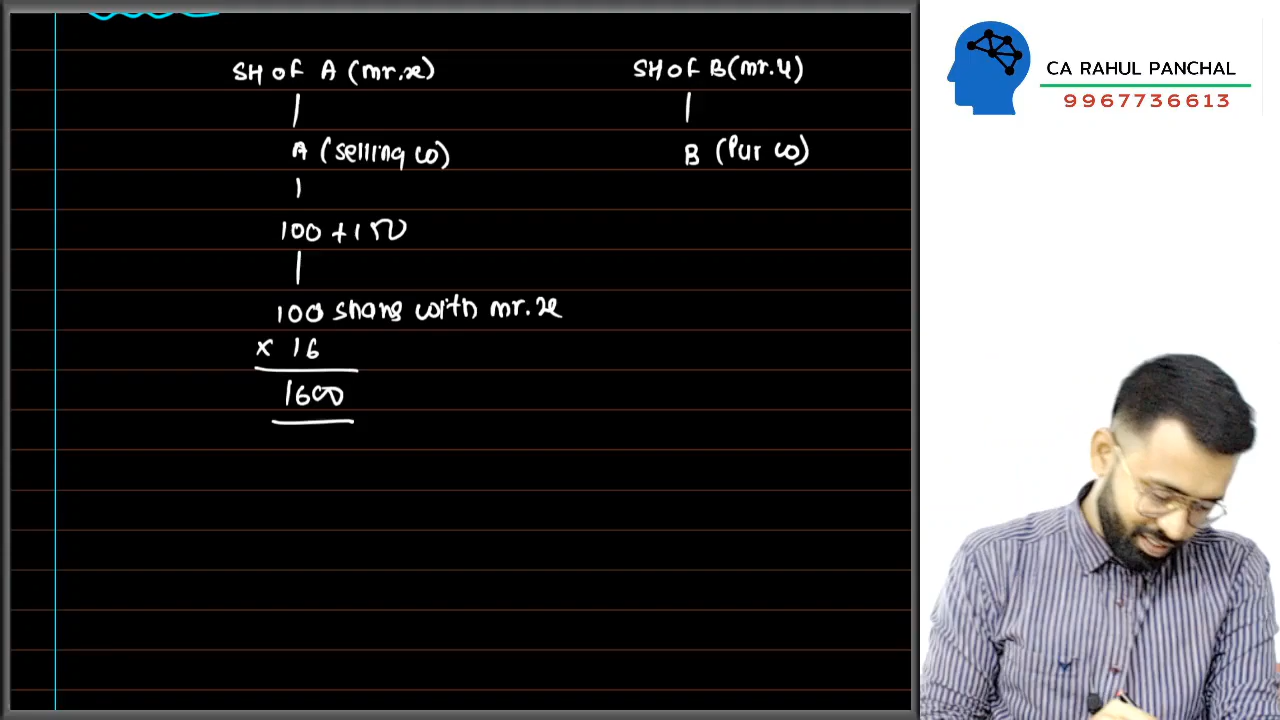 SH of A (mr.x)
SH of B (mr.y)
A (selling co)
B (Pur co)
100 + 150
100 shares with mr.x
x 16
1600
CA RAHUL PANCHAL
9967736613